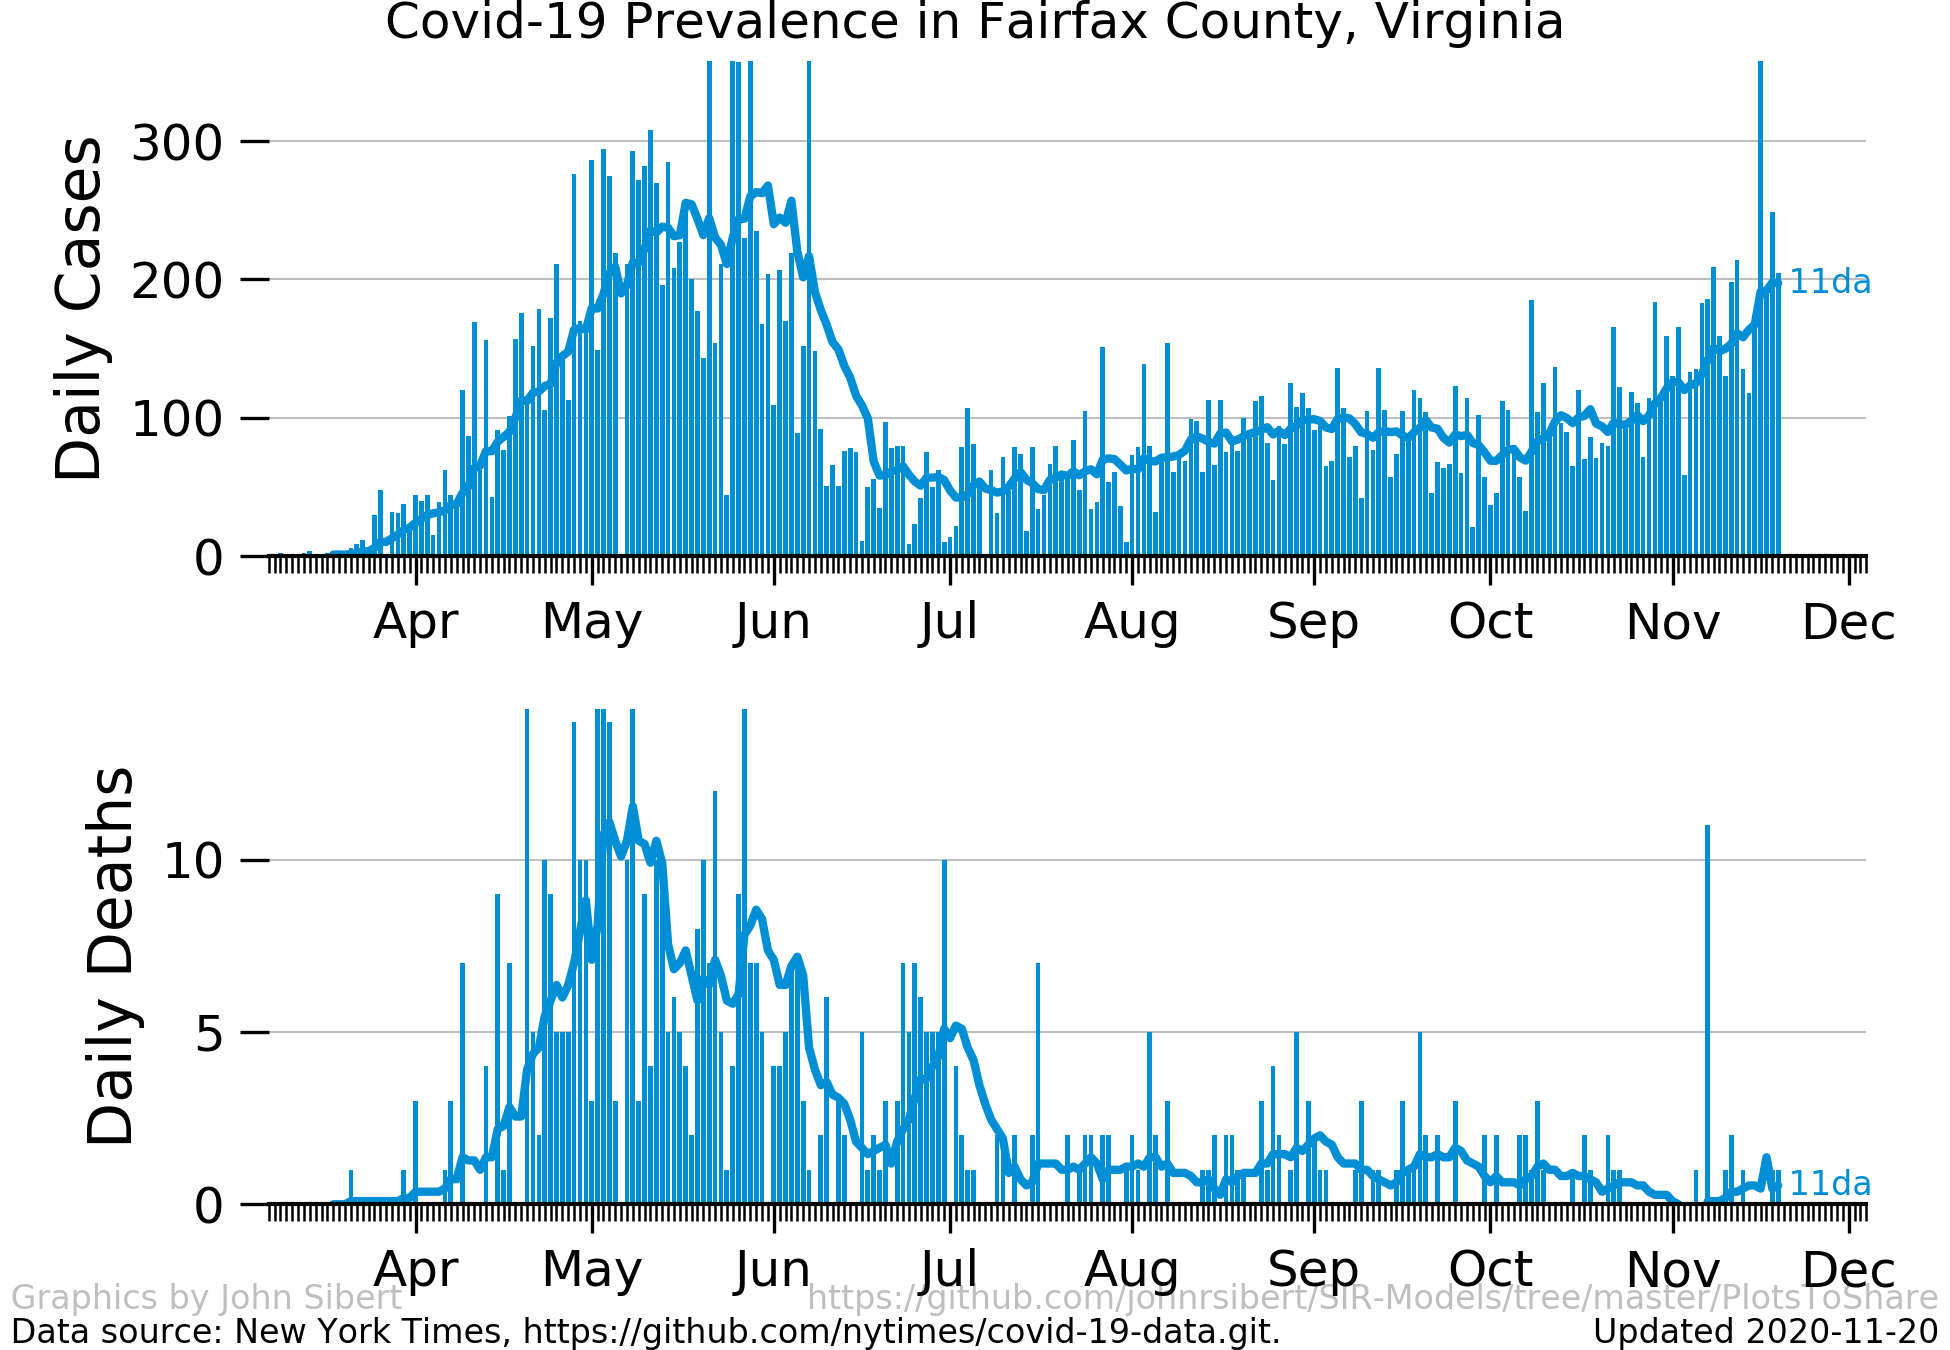 Covid-19 Prevalence in Fairfax County, Virginia
Daily Cases
300
200
100
0
11da
Apr May Jun Jul Aug Sep Oct Nov Dec
Daily Deaths
10
5
0
11da
Apr May Jun Jul Aug Sep Oct Nov Dec
Graphics by John Sibert https://github.com/johnrsibert/SIR-Models/tree/master/PlotsToShare
Data source: New York Times, https://github.com/nytimes/covid-19-data.git. Updated 2020-11-20